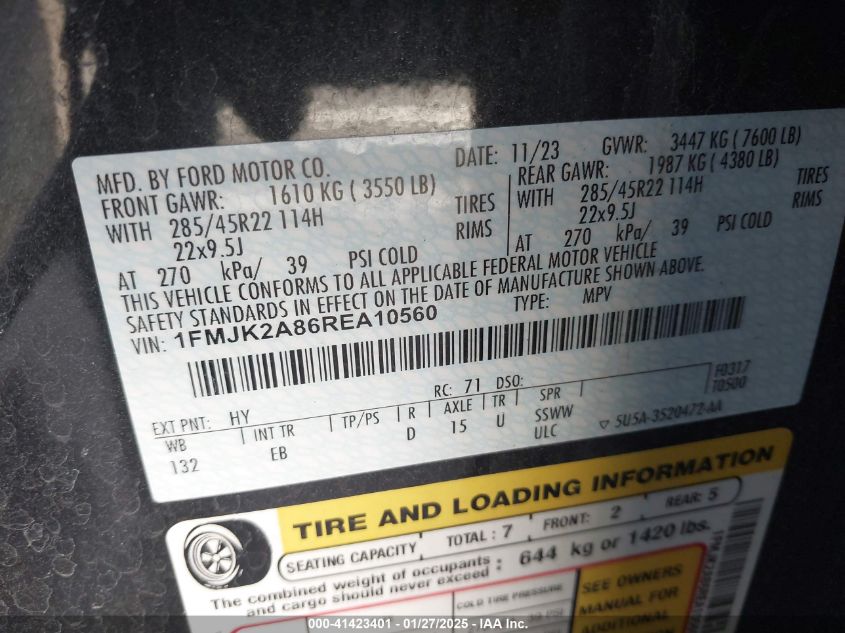 MFD. BY FORD MOTOR CO.
DATE: 11/23 GVWR: 3447 KG ( 7600 LB)
FRONT GAWR: 1610 KG ( 3550 LB)
REAR GAWR: 1987 KG ( 4380 LB)
WITH 285/45R22 114H TIRES
WITH 285/45R22 114H TIRES
22x9.5J RIMS
22x9.5J RIMS
AT 270 kPa/ 39 PSI COLD
AT 270 kPa/ 39 PSI COLD
THIS VEHICLE CONFORMS TO ALL APPLICABLE FEDERAL MOTOR VEHICLE
SAFETY STANDARDS IN EFFECT ON THE DATE OF MANUFACTURE SHOWN ABOVE.
VIN: 1FMJK2A86REA10560
TYPE: MPV
F0317
T0500
EXT PNT: HY RC: 71 DSO:
WB INT TR TP/PS R AXLE TR SPR
132 EB D 15 U SSWW
ULC
5U5A-3520472-AA
TIRE AND LOADING INFORMATION
SEATING CAPACITY TOTAL : 7 FRONT: 2 REAR: 5
The combined weight of occupants
and cargo should never exceed : 644 kg or 1420 lbs.
COLD TIRE PRESSURE
SEE OWNERS
MANUAL FOR
ADDITIONAL
000-41423401 - 01/27/2025 - IAA Inc.